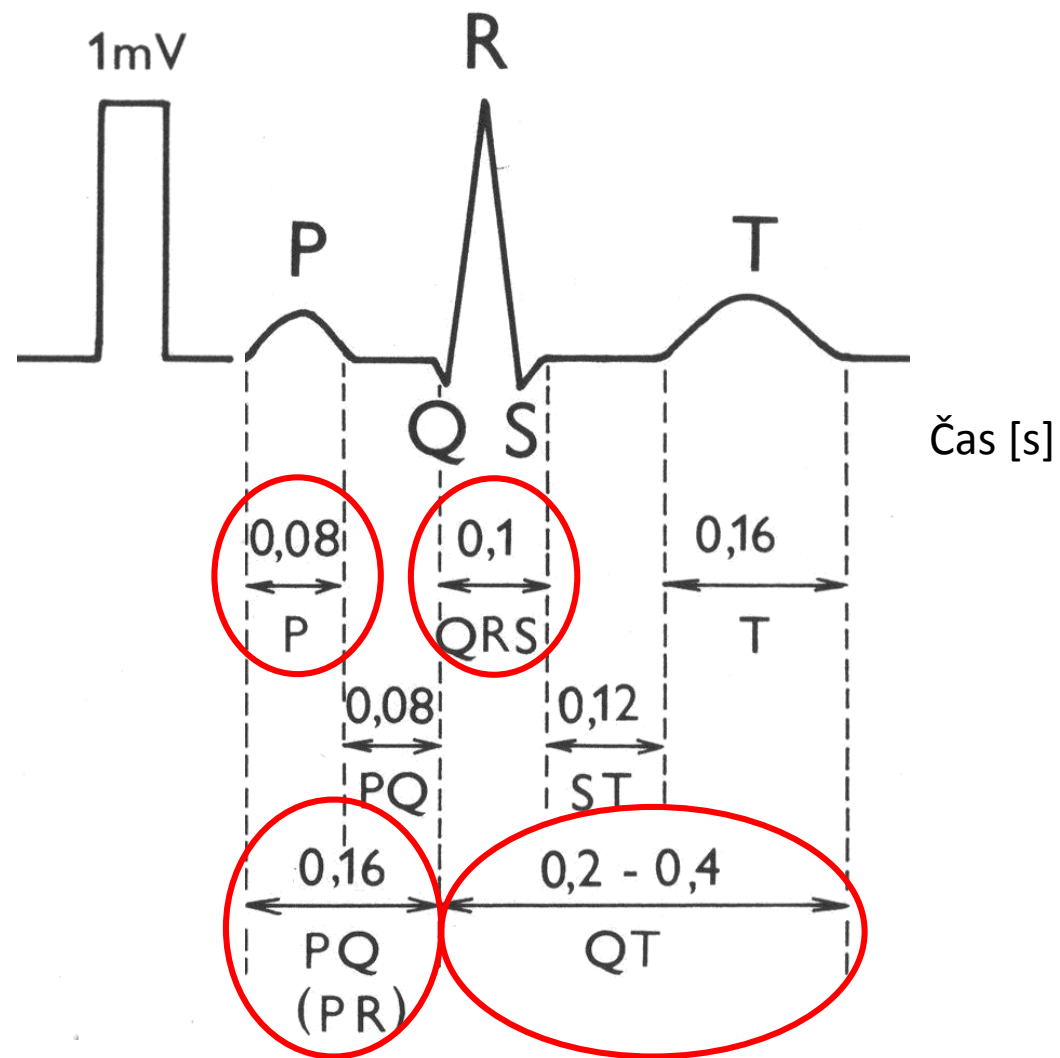 1mV
R
P
T
Q S
Čas [s]
0,08
0,1
0,16
P
QRS
T
0,08
0,12
PQ
ST
0,16
0,2 - 0,4
PQ
QT
(PR)